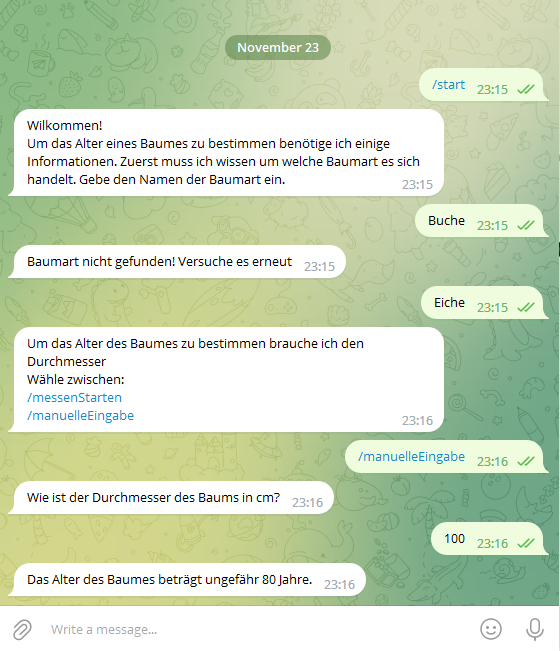 November 23
/start 23:15
Wilkommen!
Um das Alter eines Baumes zu bestimmen benötige ich einige
Informationen. Zuerst muss ich wissen um welche Baumart es sich
handelt. Gebe den Namen der Baumart ein. 23:15
Buche 23:15
Baumart nicht gefunden! Versuche es erneut 23:15
Eiche 23:15
Um das Alter des Baumes zu bestimmen brauche ich den
Durchmesser
Wähle zwischen:
/messenStarten
/manuelleEingabe 23:16
/manuelleEingabe 23:16
Wie ist der Durchmesser des Baums in cm? 23:16
100 23:16
Das Alter des Baumes beträgt ungefähr 80 Jahre. 23:16
Write a message...